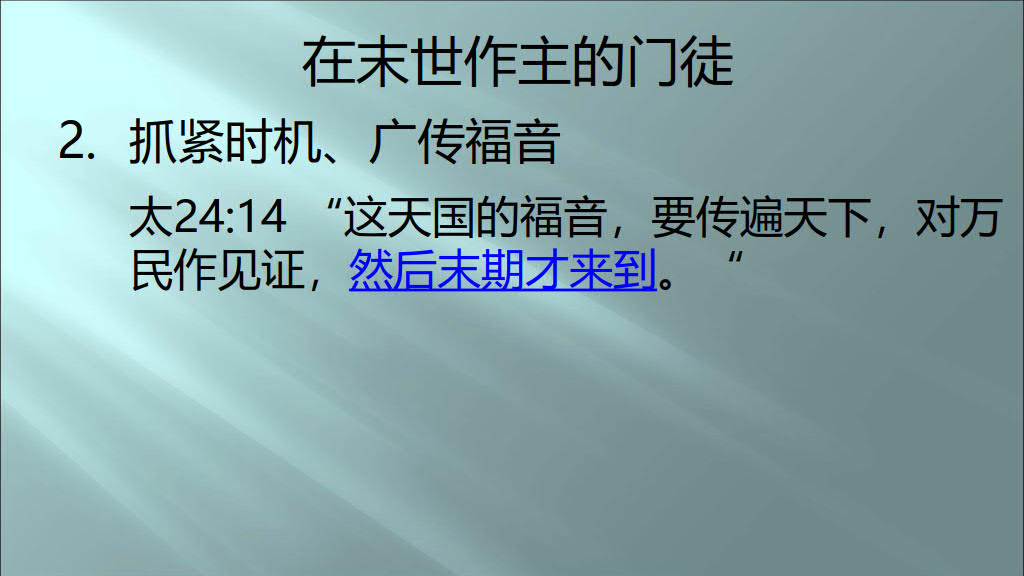 在末世作主的门徒
2. 抓紧时机、广传福音
太24:14 “这天国的福音，要传遍天下，对万
民作见证，然后末期才来到。 “